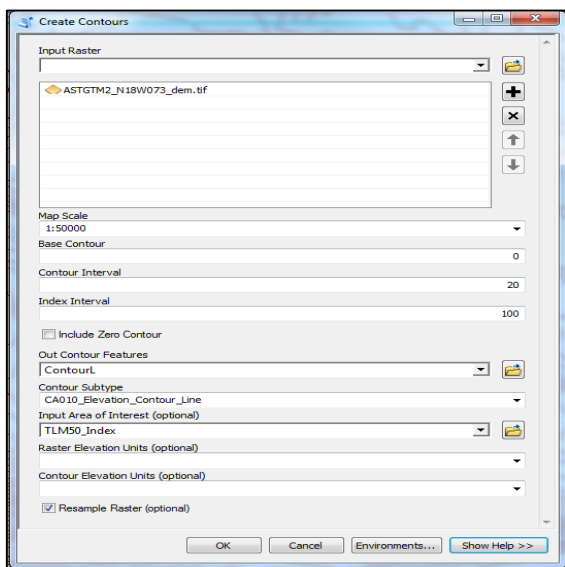 Create Contours
Input Raster
ASTGTM2_N18W073_dem.tif
Map Scale
1:50000
Base Contour
0
Contour Interval
20
Index Interval
100
Include Zero Contour
Out Contour Features
ContourL
Contour Subtype
CA010_Elevation_Contour_Line
Input Area of Interest (optional)
TLM50_Index
Raster Elevation Units (optional)
Contour Elevation Units (optional)
Resample Raster (optional)
OK Cancel Environments... Show Help >>